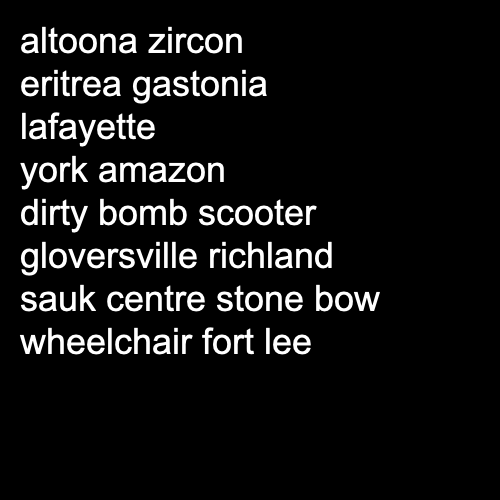 altoona zircon
eritrea gastonia
lafayette
york amazon
dirty bomb scooter
gloversville richland
sauk centre stone bow
wheelchair fort lee